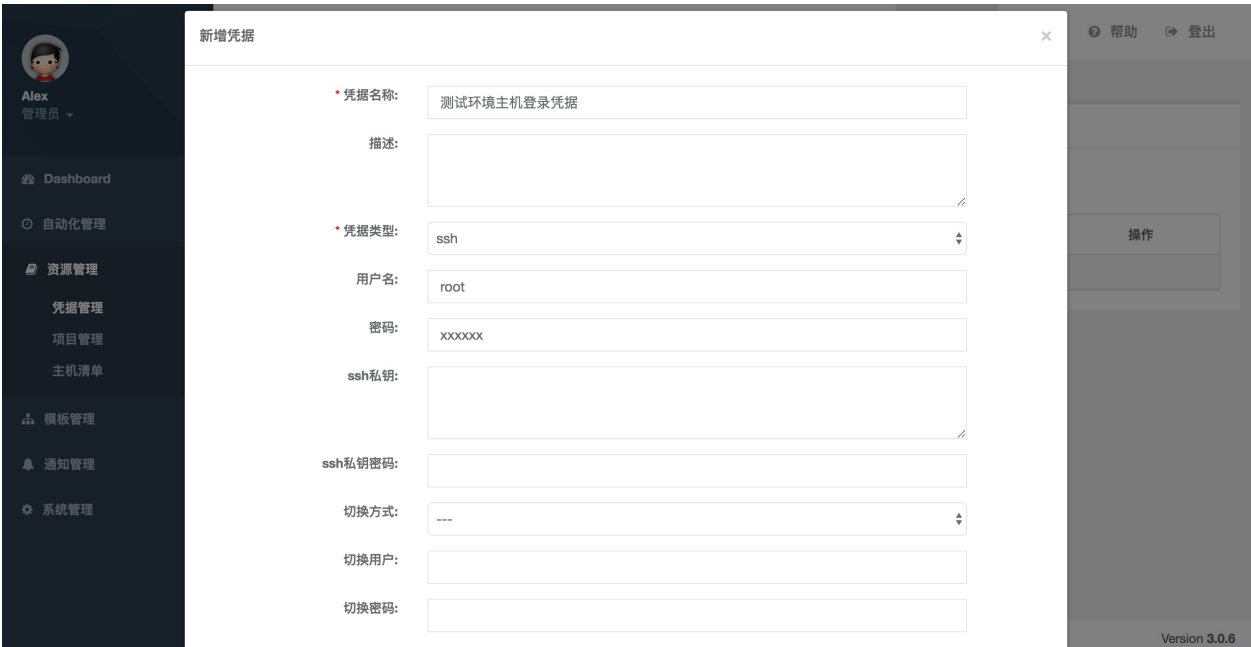 Alex
管理员
Dashboard
自动化管理
资源管理
凭据管理
项目管理
主机清单
模板管理
通知管理
系统管理
新增凭据
×
* 凭据名称:
测试环境主机登录凭据
描述:
* 凭据类型:
ssh
用户名:
root
密码:
xxxxxx
ssh私钥:
ssh私钥密码:
切换方式:
---
切换用户:
切换密码:
帮助
登出
操作
Version 3.0.6